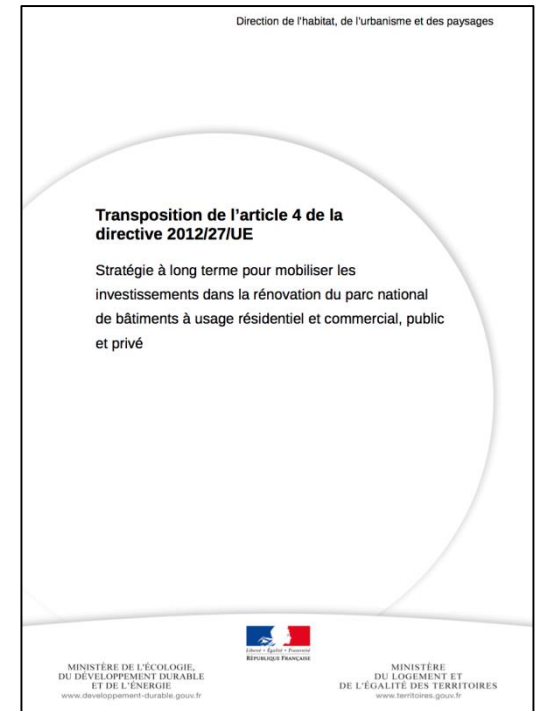 Direction de l'habitat, de l'urbanisme et des paysages
Transposition de l'article 4 de la
directive 2012/27/UE
Stratégie à long terme pour mobiliser les
investissements dans la rénovation du parc national
de bâtiments à usage résidentiel et commercial, public
et privé
Liberté • Égalité • Fraternité
RÉPUBLIQUE FRANÇAISE
MINISTÈRE DE L'ÉCOLOGIE,
DU DÉVELOPPEMENT DURABLE
ET DE L'ÉNERGIE
www.developpement-durable.gouv.fr
MINISTÈRE
DU LOGEMENT ET
DE L'ÉGALITÉ DES TERRITOIRES
www.territoires.gouv.fr